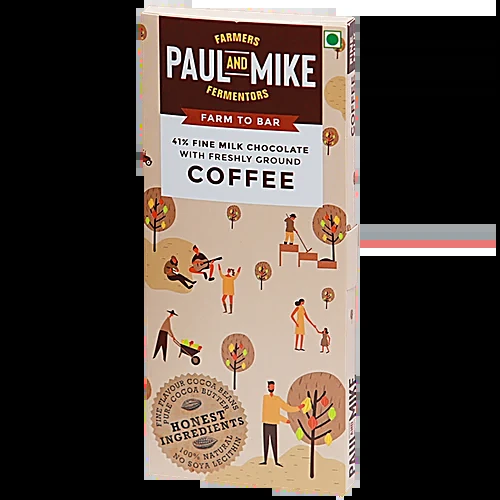 FARMERS
PAUL AND MIKE
FERMENTORS
FARM TO BAR
41% FINE MILK CHOCOLATE
WITH FRESHLY GROUND
COFFEE
FINE FLAVOUR COCOA BEANS
PURE COCOA BUTTER
HONEST
INGREDIENTS
100% NATURAL
NO SOYA LECITHIN
COFFEE
PAUL AND MIKE